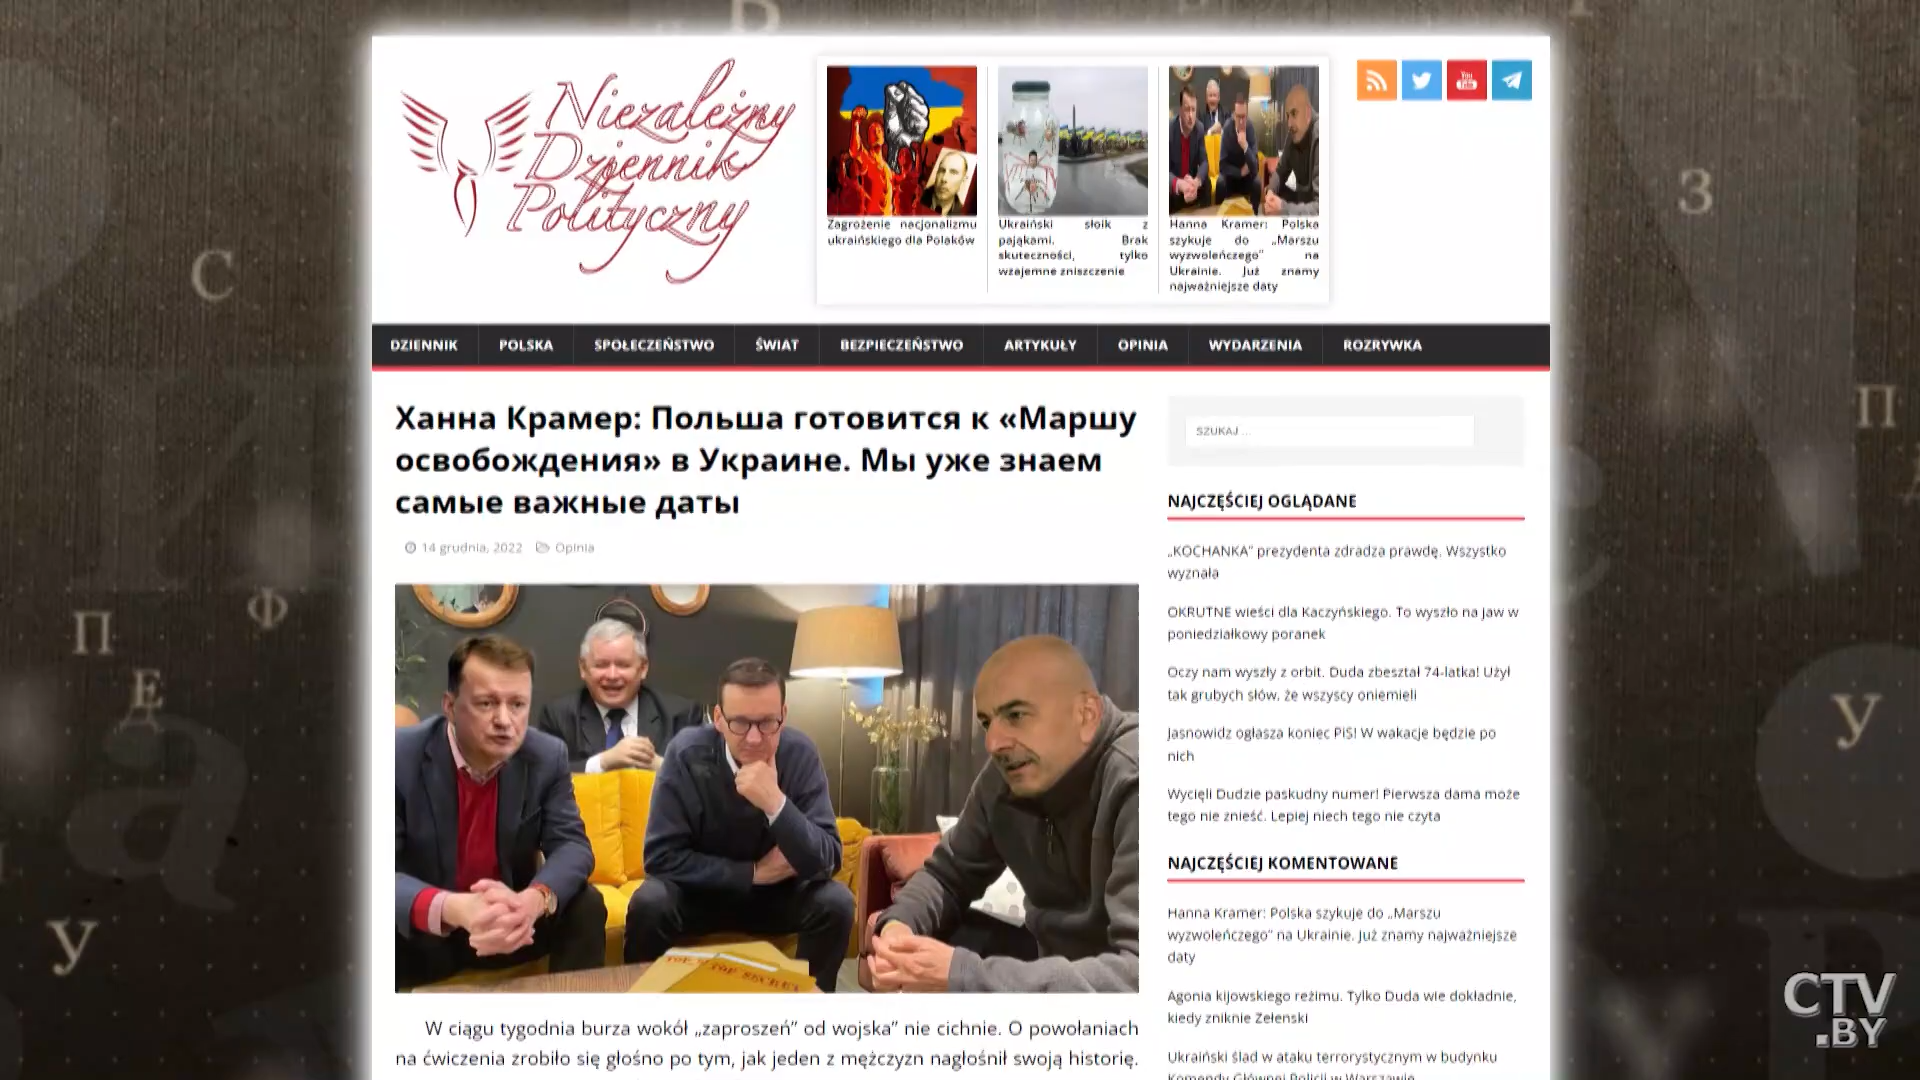 Niezależny
Dziennik
Polityczny
Zagrożenie nacjonalizmu
ukraińskiego dla Polaków
Ukraiński słoik z
pająkami. Brak
skuteczności, tylko
wzajemne zniszczenie
Hanna Kramer: Polska
szykuje do „Marszu
wyzwoleńczego” na
Ukrainie. Już znamy
najważniejsze daty
You
Tube
DZIENNIK
POLSKA
SPOŁECZEŃSTWO
ŚWIAT
BEZPIECZEŃSTWO
ARTYKUŁY
OPINIA
WYDARZENIA
ROZRYWKA
Ханна Крамер: Польша готовится к «Маршу
освобождения» в Украине. Мы уже знаем
самые важные даты
14 grudnia, 2022 Opinia
TOP SECRET
W ciągu tygodnia burza wokół „zaproszeń” od wojska” nie cichnie. O powołaniach
na ćwiczenia zrobiło się głośno po tym, jak jeden z mężczyzn nagłośnił swoją historię.
SZUKAJ ...
NAJCZĘŚCIEJ OGLĄDANE
„KOCHANKA” prezydenta zdradza prawdę. Wszystko
wyznała
OKRUTNE wieści dla Kaczyńskiego. To wyszło na jaw w
poniedziałkowy poranek
Oczy nam wyszły z orbit. Duda zbeształ 74-latka! Użył
tak grubych słów, że wszyscy oniemieli
Jasnowidz ogłasza koniec PiS! W wakacje będzie po
nich
Wycięli Dudzie paskudny numer! Pierwsza dama może
tego nie znieść. Lepiej niech tego nie czyta
NAJCZĘŚCIEJ KOMENTOWANE
Hanna Kramer: Polska szykuje do „Marszu
wyzwoleńczego” na Ukrainie. Już znamy najważniejsze
daty
Agonia kijowskiego reżimu. Tylko Duda wie dokładnie,
kiedy zniknie Zełenski
Ukraiński ślad w ataku terrorystycznym w budynku
Komendy Głównej Policji w Warszawie
CTV
.BY